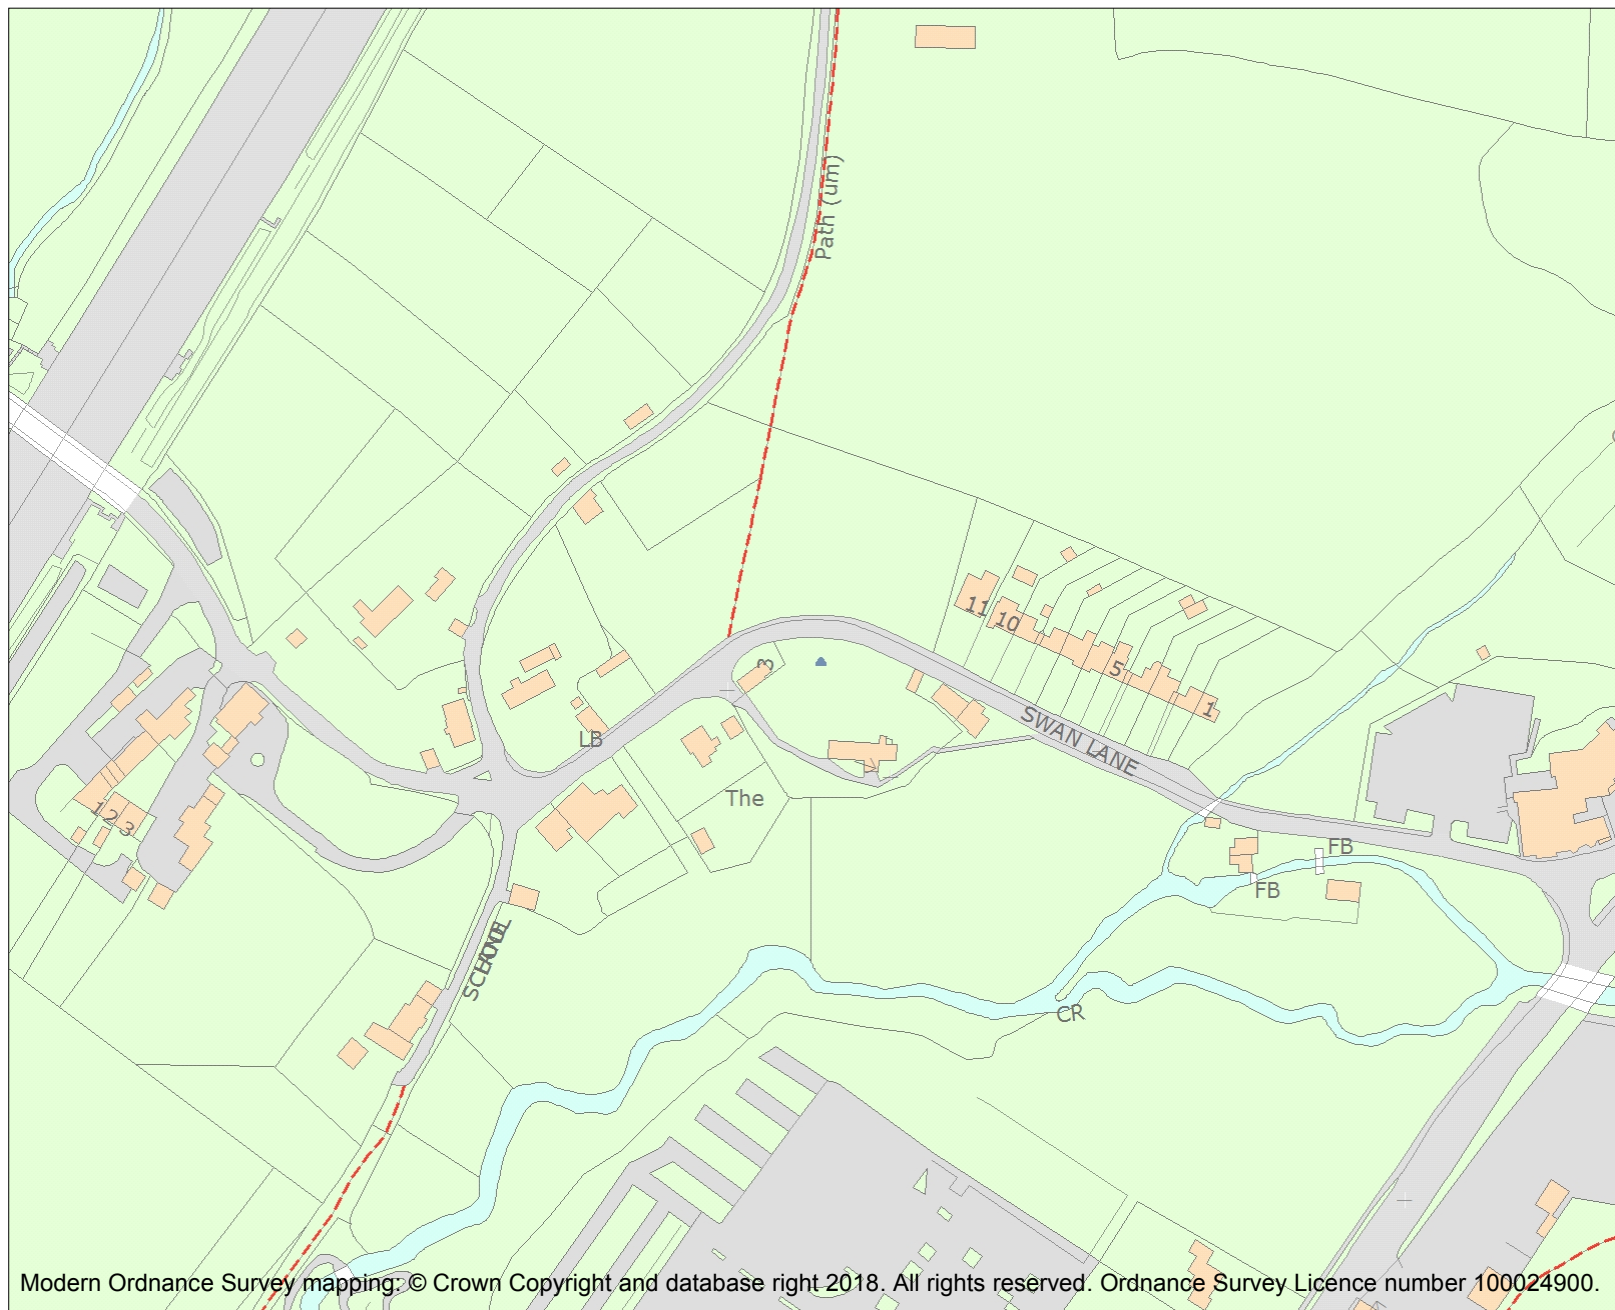 Path (um)
11
10
5
1
3
SWAN LANE
LB
The
1 2 3
FB
FB
SCHOOL
LAND
CR
Modern Ordnance Survey mapping: © Crown Copyright and database right 2018. All rights reserved. Ordnance Survey Licence number 100024900.